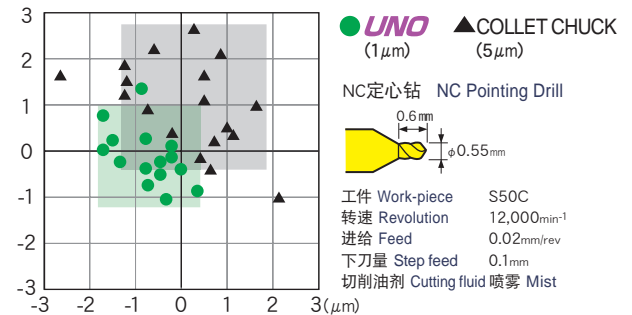 3
2
1
0
-1
-2
-3
-3 -2 -1 0 1 2 3(μm)
UNO
(1μm)
COLLET CHUCK
(5μm)
NC定心钻 NC Pointing Drill
0.6mm
φ0.55mm
工件 Work-piece S50C
转速 Revolution 12,000min-1
进给 Feed 0.02mm/rev
下刀量 Step feed 0.1mm
切削油剂 Cutting fluid 喷雾 Mist